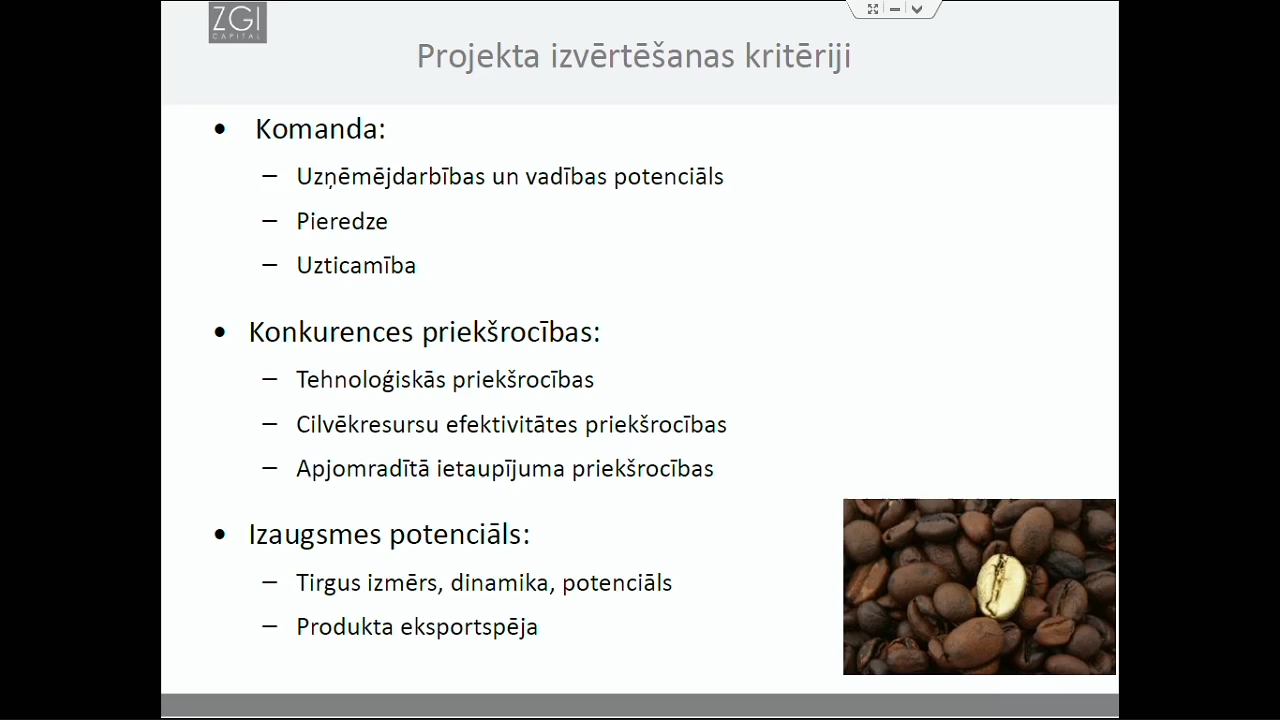 ZGI
CAPITAL
Projekta izvērtēšanas kritēriji
• Komanda:
– Uzņēmējdarbības un vadības potenciāls
– Pieredze
– Uzticamība
• Konkurences priekšrocības:
– Tehnoloģiskās priekšrocības
– Cilvēkresursu efektivitātes priekšrocības
– Apjomradītā ietaupījuma priekšrocības
• Izaugsmes potenciāls:
– Tirgus izmērs, dinamika, potenciāls
– Produkta eksportspēja